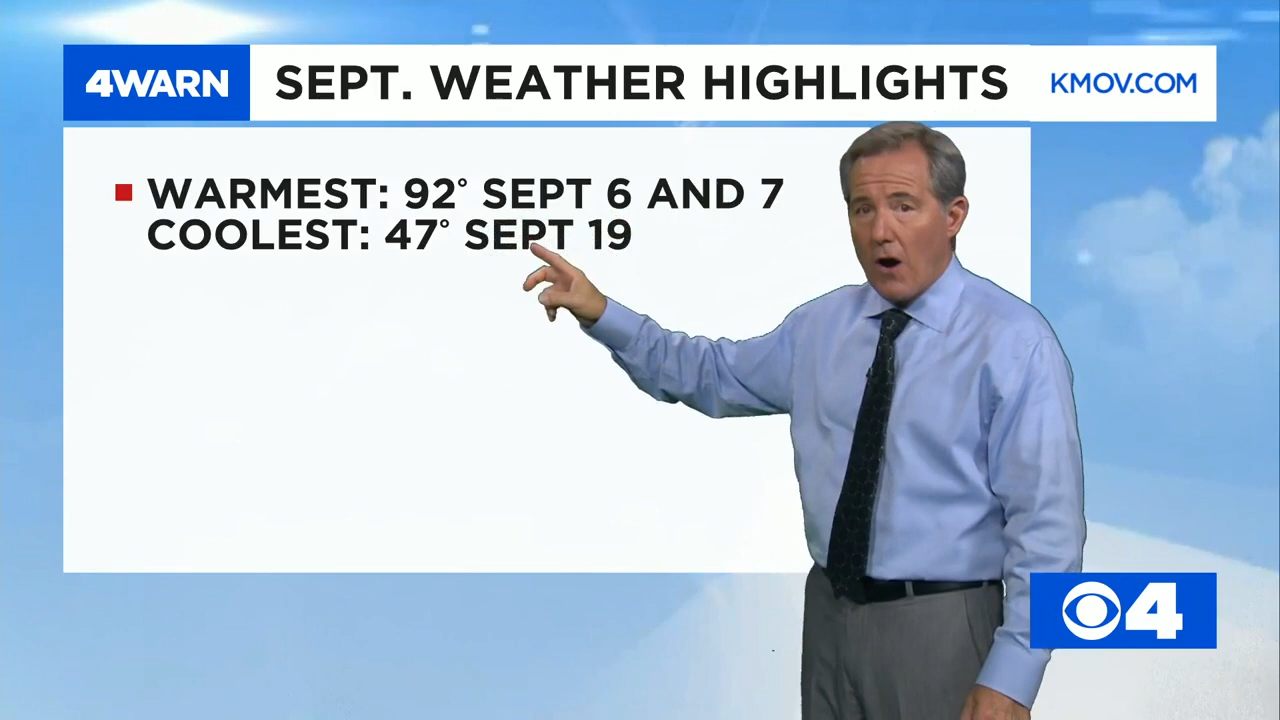 4WARN
SEPT. WEATHER HIGHLIGHTS
KMOV.COM
WARMEST: 92° SEPT 6 AND 7
COOLEST: 47° SEPT 19
4